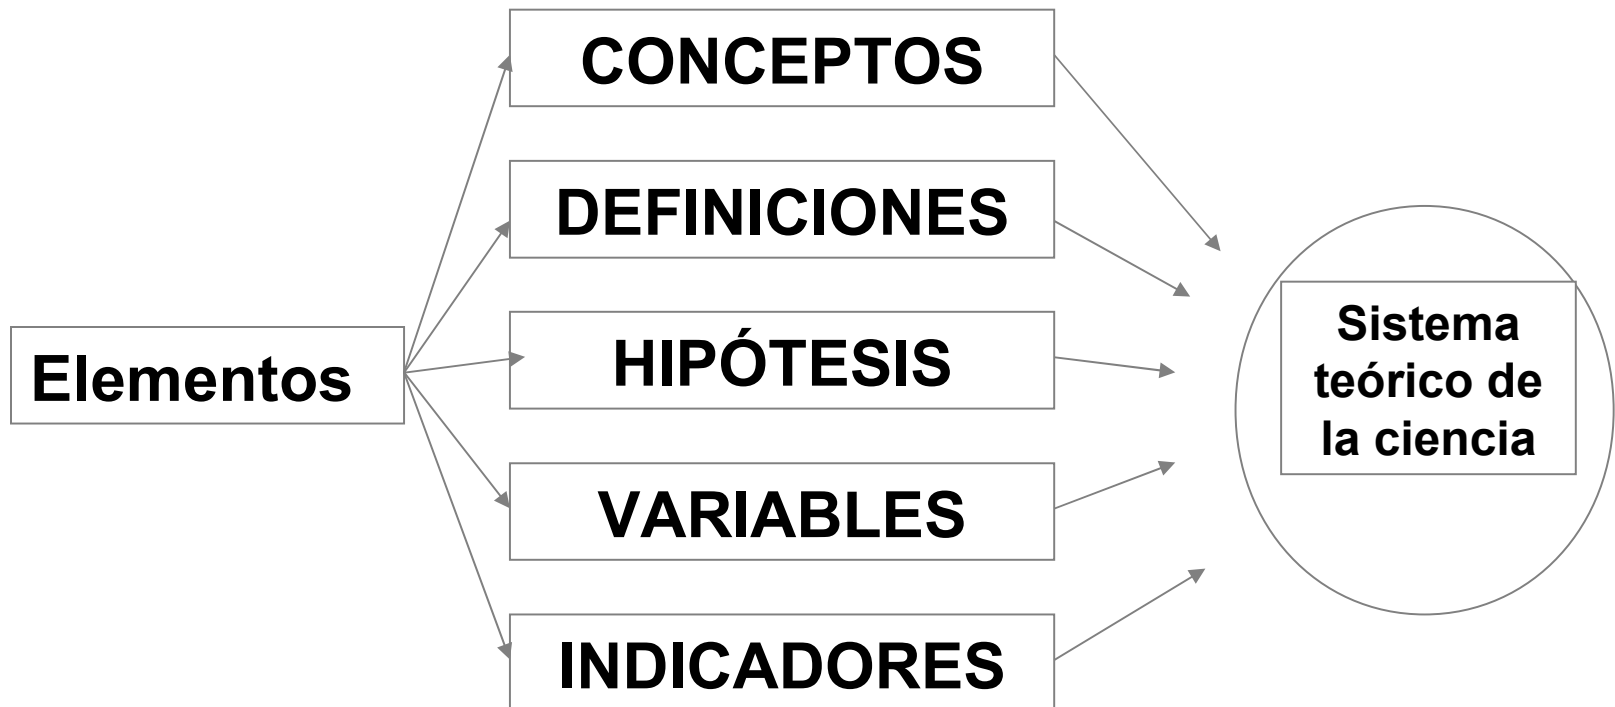 CONCEPTOS
DEFINICIONES
Elementos
HIPÓTESIS
VARIABLES
INDICADORES
Sistema
teórico de
la ciencia